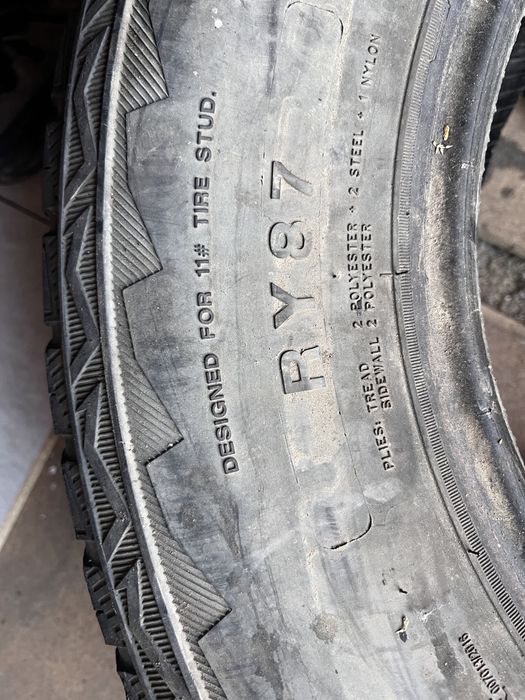 DESIGNED FOR 11# TIRE STUD.
RY87
PLIES: TREAD 2 POLYESTER + 2 STEEL + 1 NYLON
SIDEWALL 2 POLYESTER